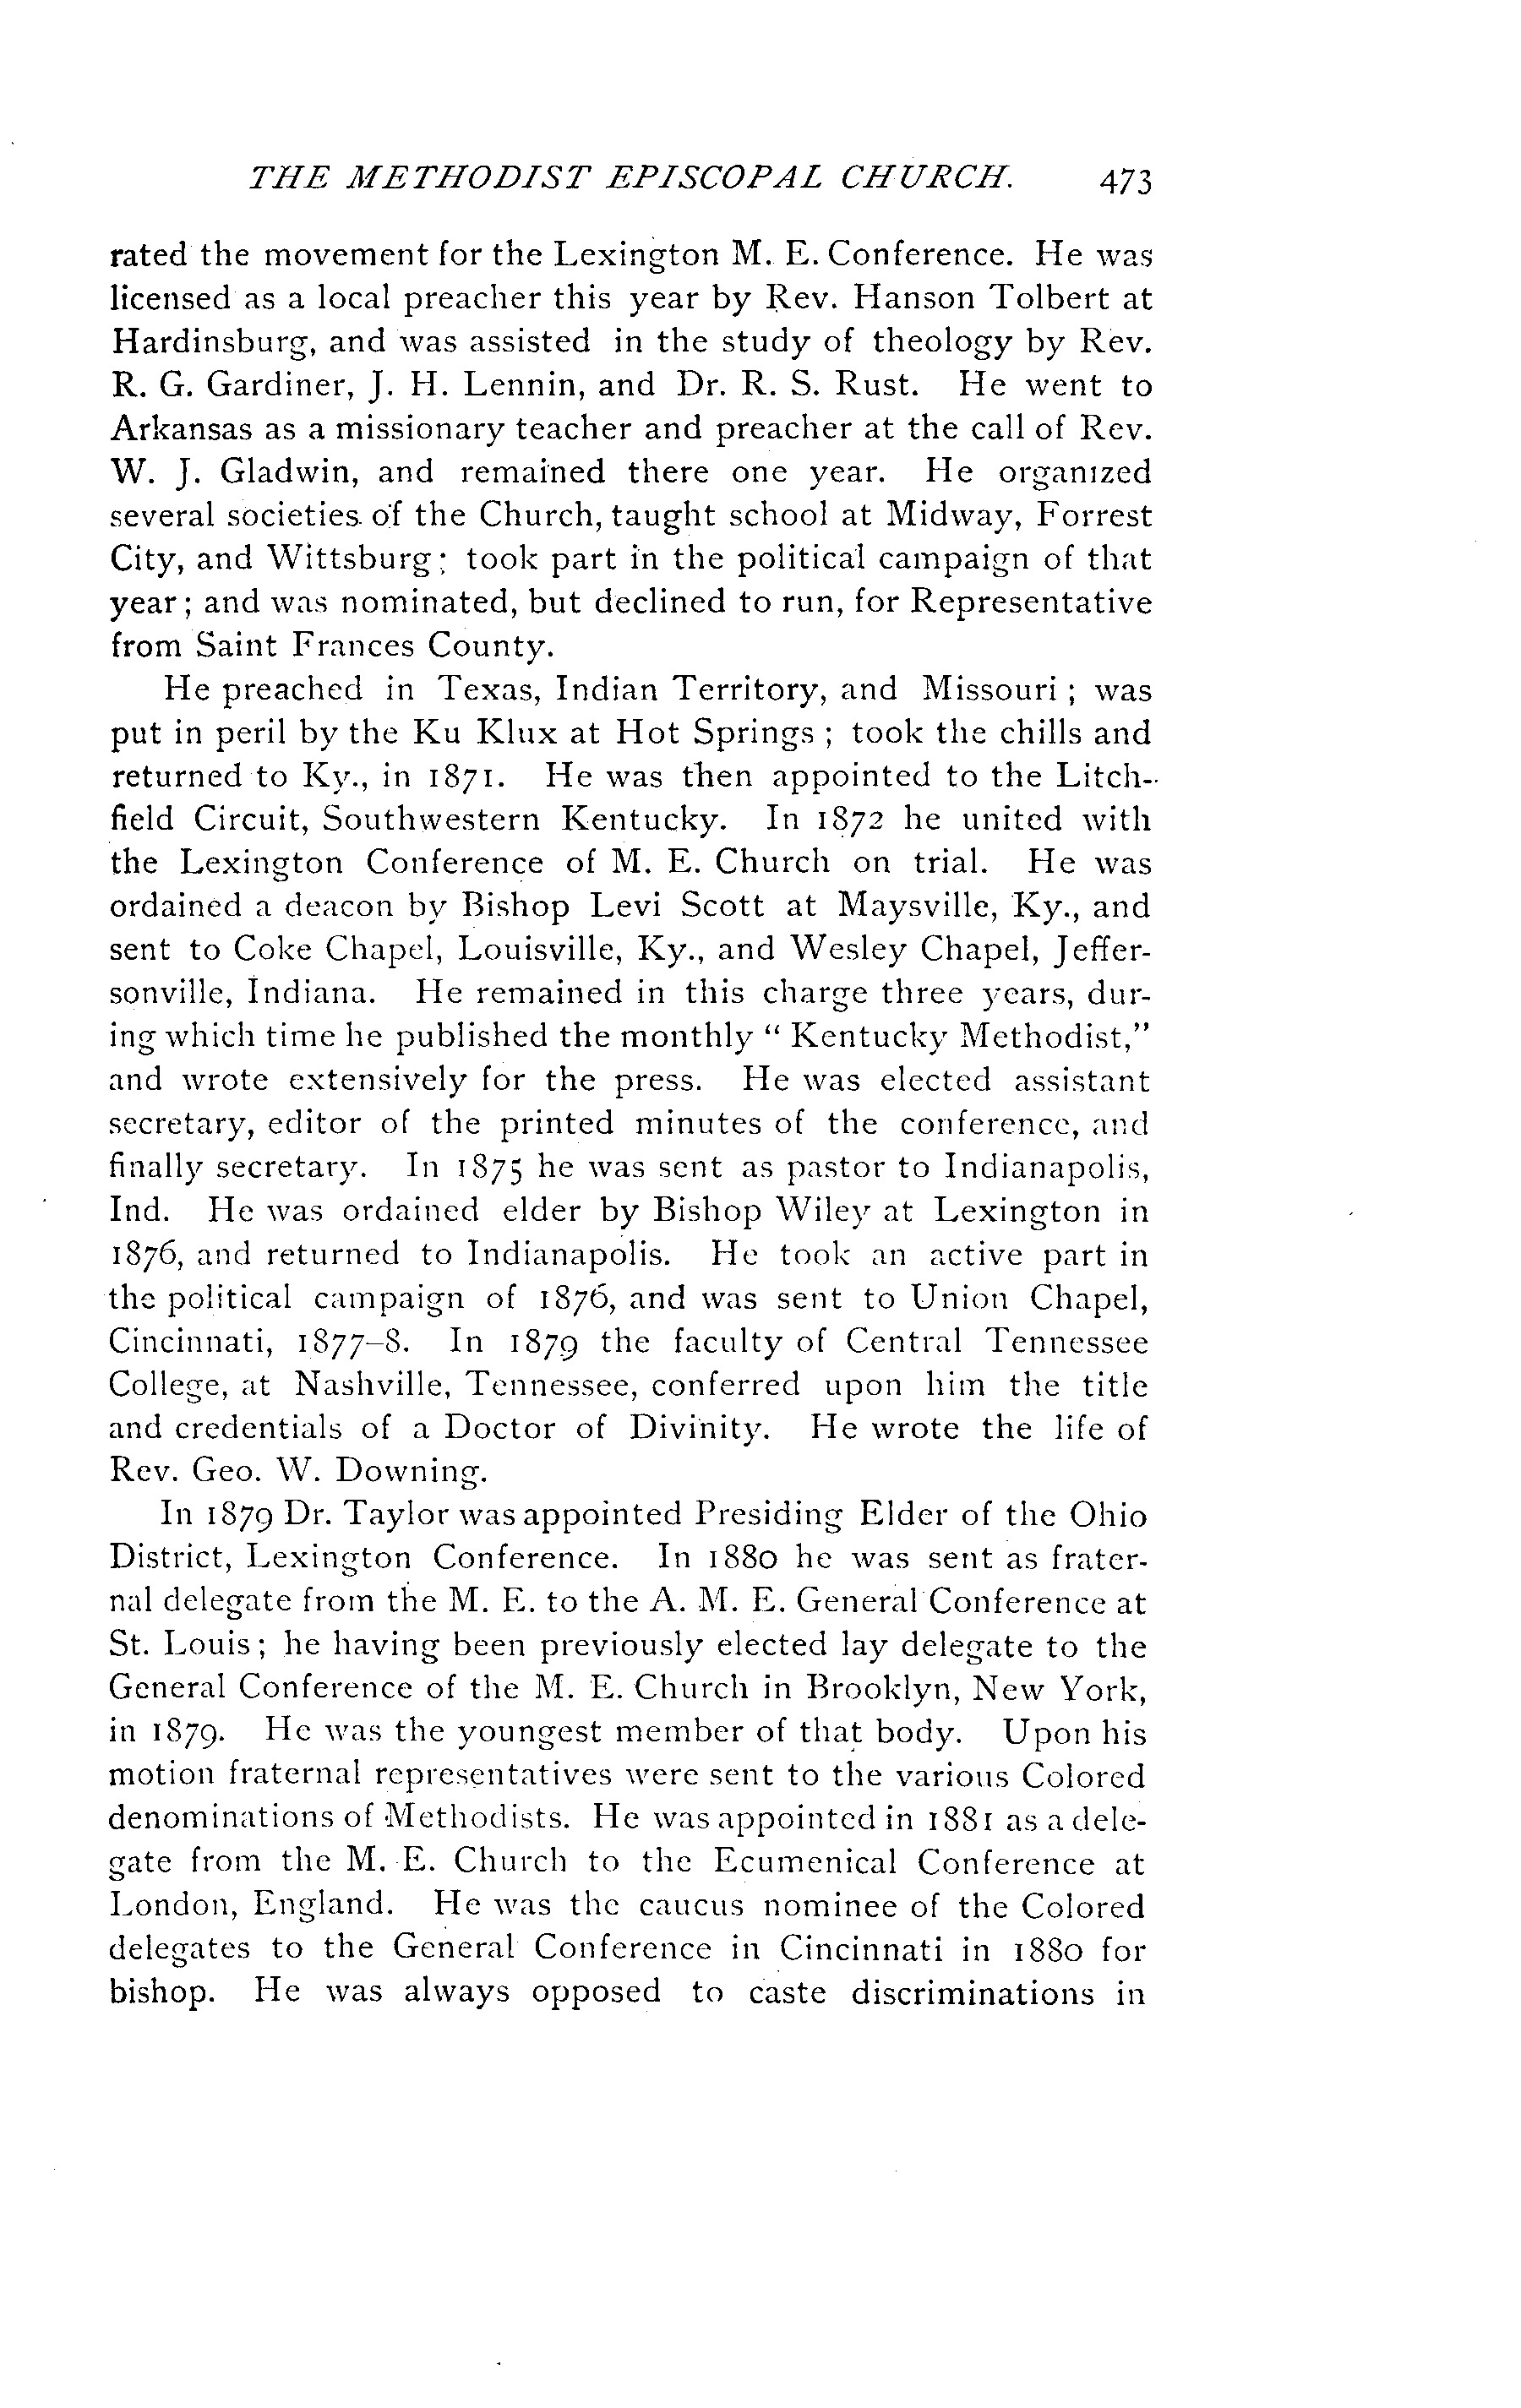 THE METHODIST EPISCOPAL CHURCH. 473
rated the movement for the Lexington M. E. Conference. He was
licensed as a local preacher this year by Rev. Hanson Tolbert at
Hardinsburg, and was assisted in the study of theology by Rev.
R. G. Gardiner, J. H. Lennin, and Dr. R. S. Rust. He went to
Arkansas as a missionary teacher and preacher at the call of Rev.
W. J. Gladwin, and remained there one year. He organized
several societies of the Church, taught school at Midway, Forrest
City, and Wittsburg; took part in the political campaign of that
year; and was nominated, but declined to run, for Representative
from Saint Frances County.
He preached in Texas, Indian Territory, and Missouri; was
put in peril by the Ku Klux at Hot Springs; took the chills and
returned to Ky., in 1871. He was then appointed to the Litch-
field Circuit, Southwestern Kentucky. In 1872 he united with
the Lexington Conference of M. E. Church on trial. He was
ordained a deacon by Bishop Levi Scott at Maysville, Ky., and
sent to Coke Chapel, Louisville, Ky., and Wesley Chapel, Jeffer-
sonville, Indiana. He remained in this charge three years, dur-
ing which time he published the monthly "Kentucky Methodist,"
and wrote extensively for the press. He was elected assistant
secretary, editor of the printed minutes of the conference, and
finally secretary. In 1875 he was sent as pastor to Indianapolis,
Ind. He was ordained elder by Bishop Wiley at Lexington in
1876, and returned to Indianapolis. He took an active part in
the political campaign of 1876, and was sent to Union Chapel,
Cincinnati, 1877–8. In 1879 the faculty of Central Tennessee
College, at Nashville, Tennessee, conferred upon him the title
and credentials of a Doctor of Divinity. He wrote the life of
Rev. Geo. W. Downing.
In 1879 Dr. Taylor was appointed Presiding Elder of the Ohio
District, Lexington Conference. In 1880 he was sent as frater-
nal delegate from the M. E. to the A. M. E. General Conference at
St. Louis; he having been previously elected lay delegate to the
General Conference of the M. E. Church in Brooklyn, New York,
in 1879. He was the youngest member of that body. Upon his
motion fraternal representatives were sent to the various Colored
denominations of Methodists. He was appointed in 1881 as a dele-
gate from the M. E. Church to the Ecumenical Conference at
London, England. He was the caucus nominee of the Colored
delegates to the General Conference in Cincinnati in 1880 for
bishop. He was always opposed to caste discriminations in